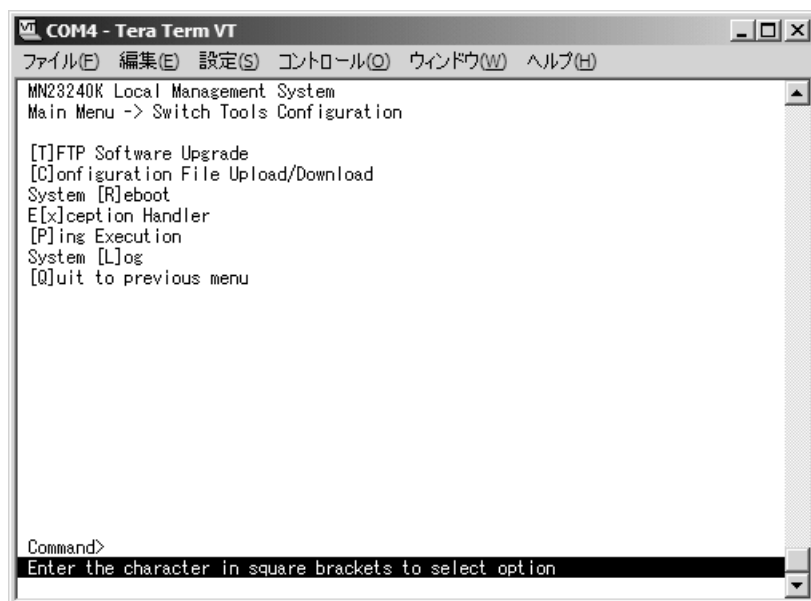 COM4 - Tera Term VT
ファイル(F) 編集(E) 設定(S) コントロール(O) ウィンドウ(W) ヘルプ(H)
MN23240K Local Management System
Main Menu -> Switch Tools Configuration
[T]FTP Software Upgrade
[C]onfiguration File Upload/Download
System [R]eboot
E[x]ception Handler
[P]ing Execution
System [L]og
[Q]uit to previous menu
Command>
Enter the character in square brackets to select option